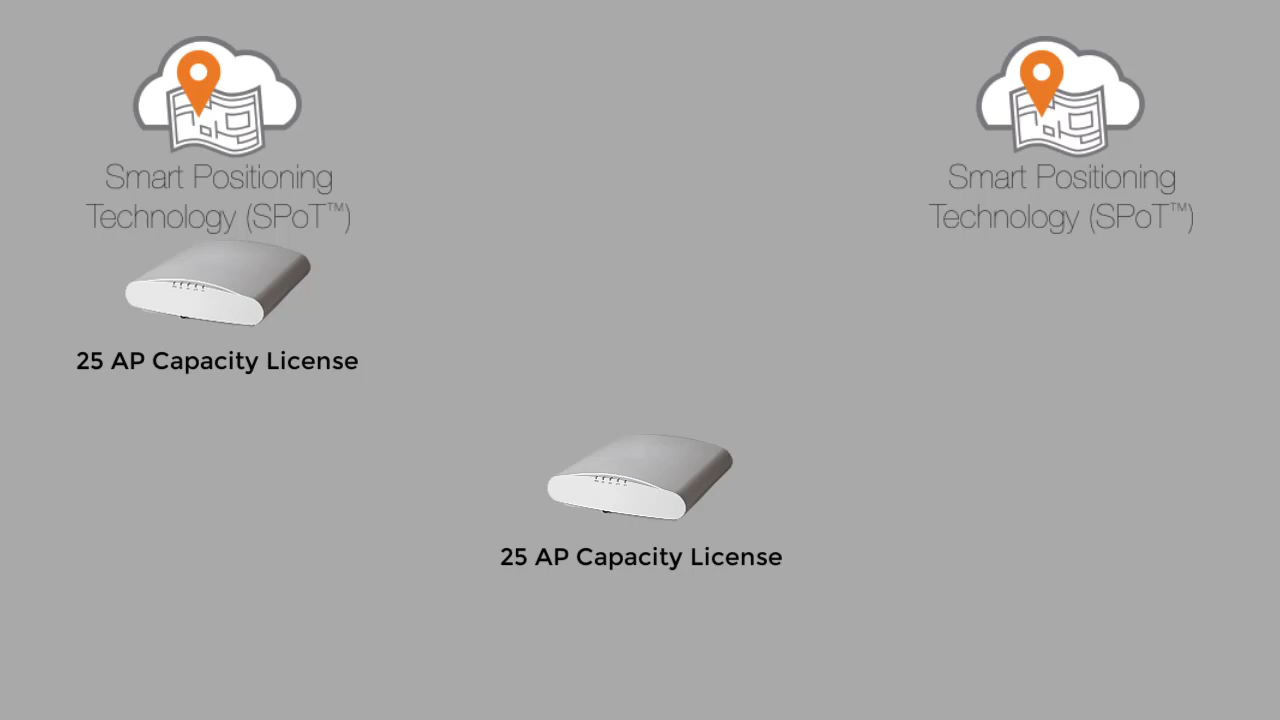 Smart Positioning
Technology (SPoT™)
25 AP Capacity License
Smart Positioning
Technology (SPoT™)
25 AP Capacity License